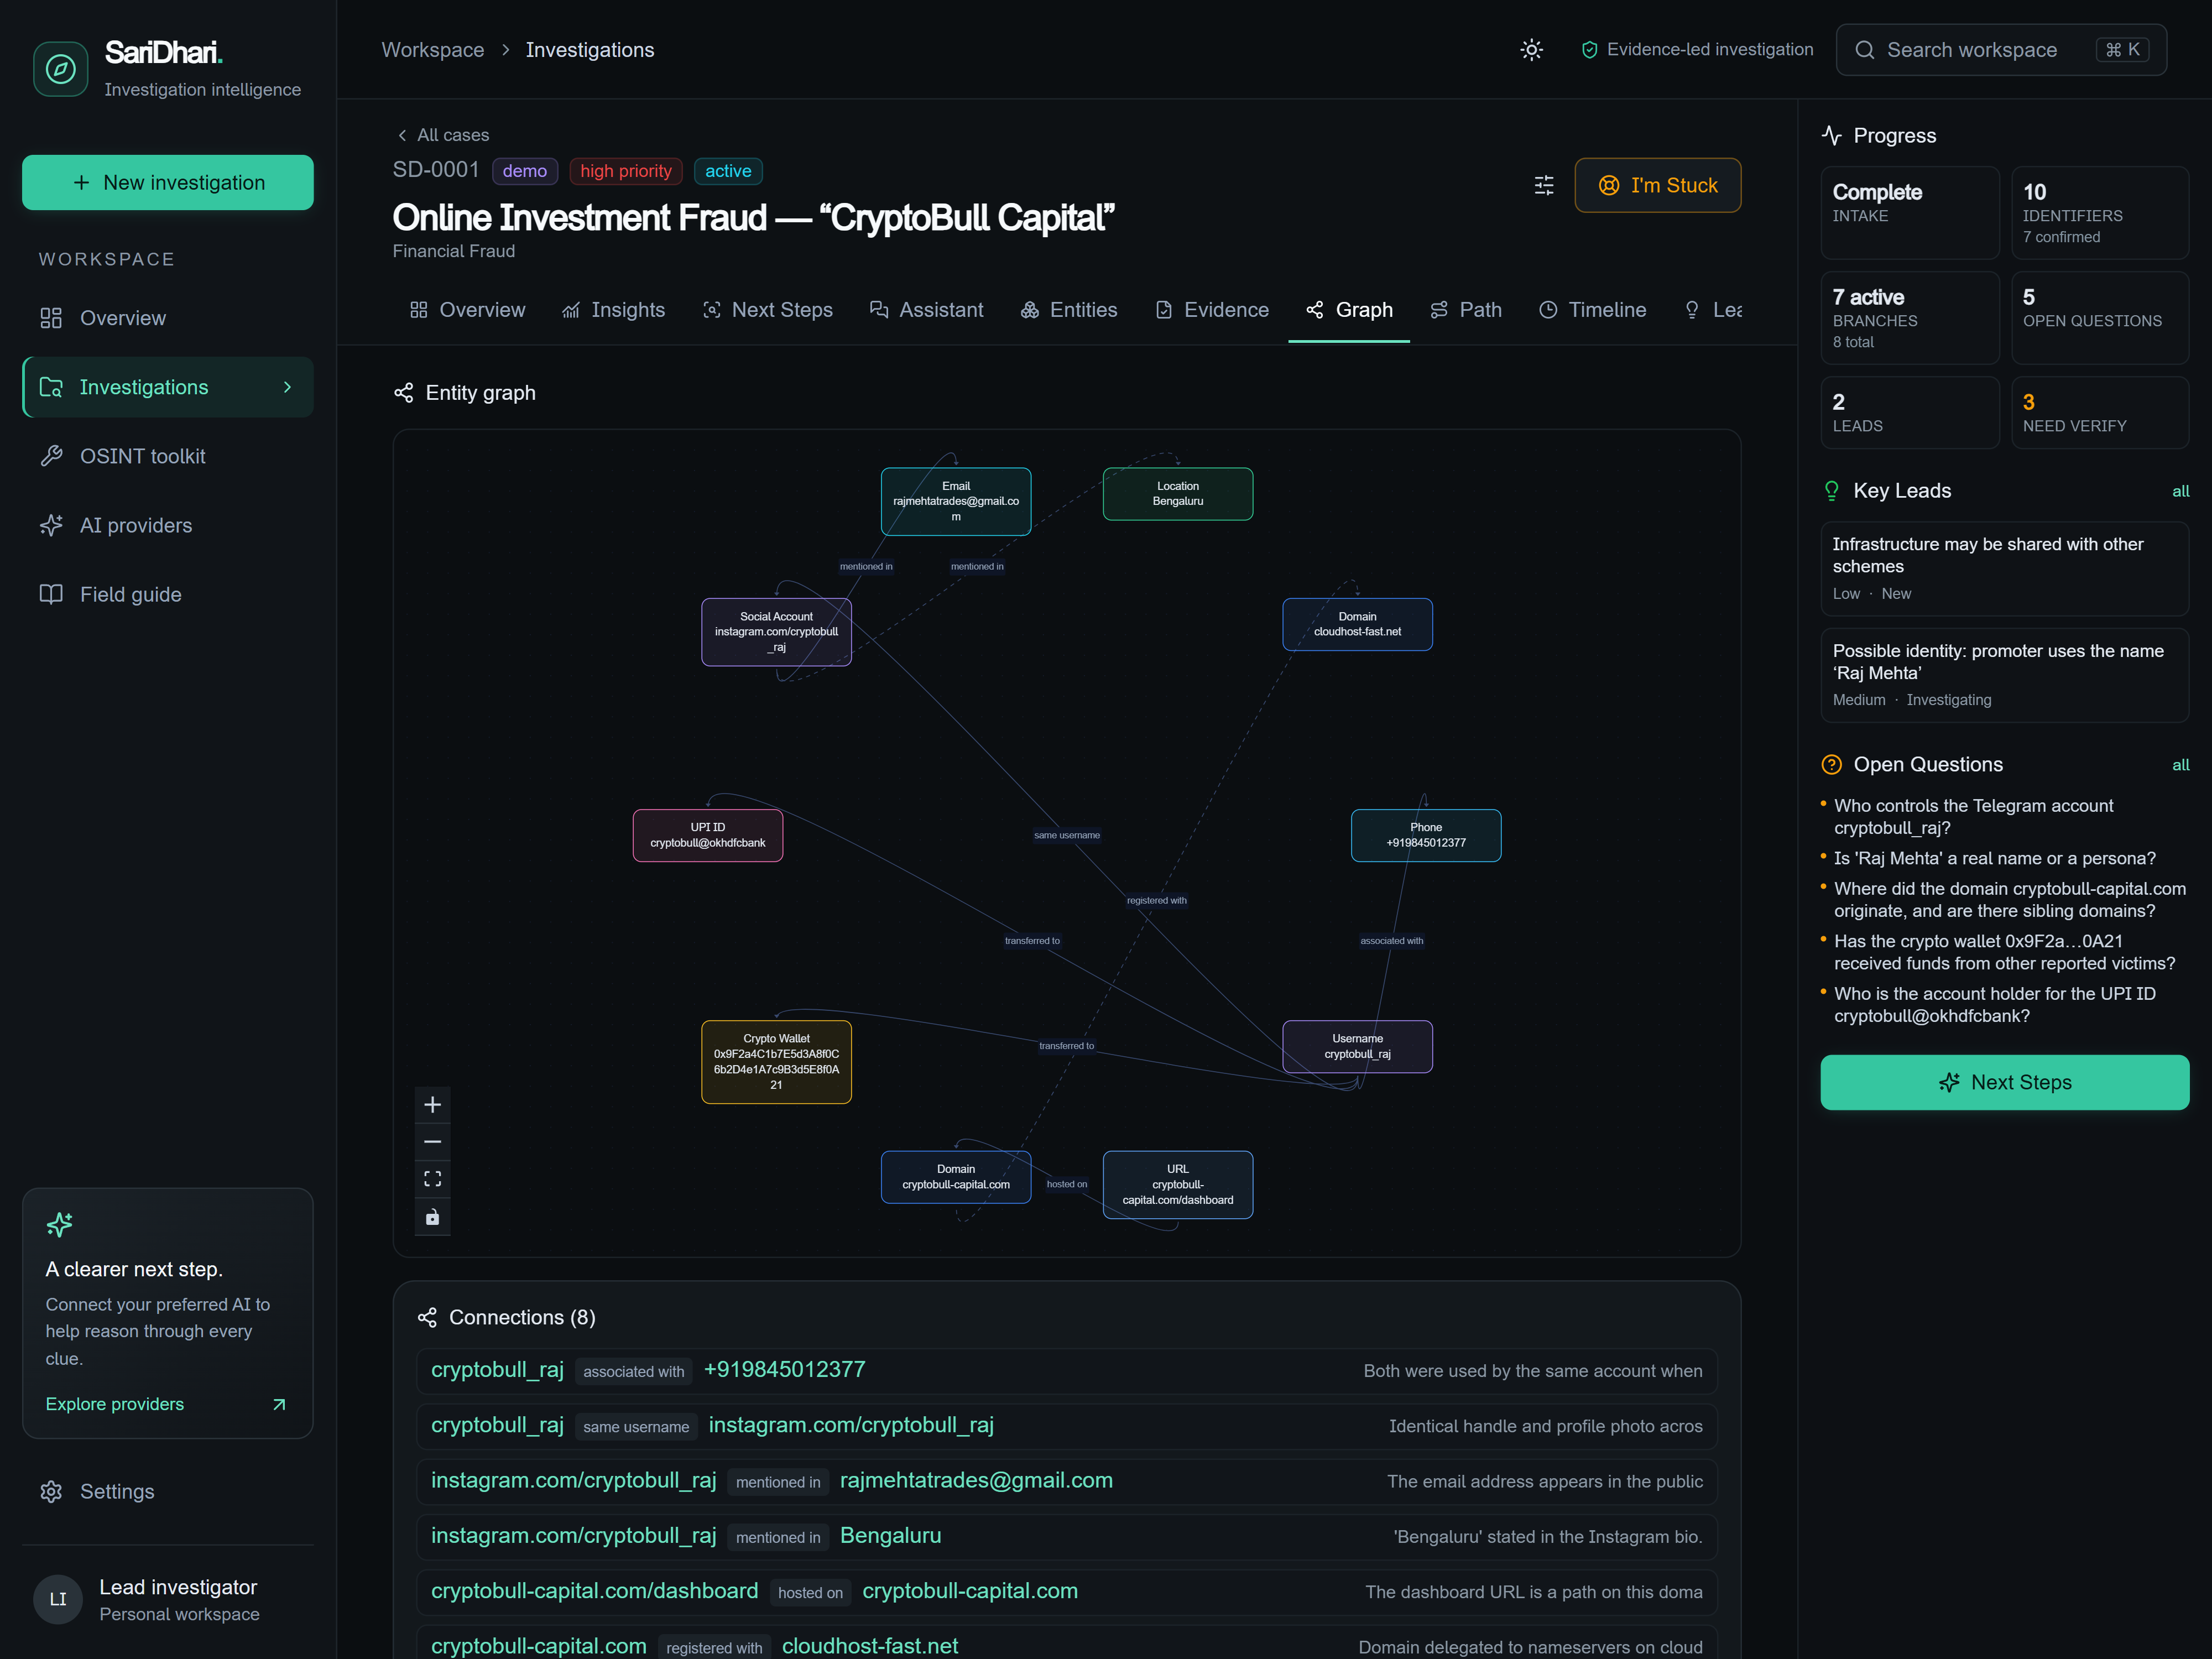 SariDhari.
Investigation intelligence
New investigation
WORKSPACE
Overview
Investigations
OSINT toolkit
AI providers
Field guide
A clearer next step.
Connect your preferred AI to
help reason through every
clue.
Explore providers
Settings
LI
Lead investigator
Personal workspace
Workspace > Investigations
Evidence-led investigation
Search workspace
⌘ K
All cases
SD-0001 demo high priority active
Online Investment Fraud — “CryptoBull Capital”
Financial Fraud
I'm Stuck
Overview Insights Next Steps Assistant Entities Evidence Graph Path Timeline Lea
Entity graph
Email
rajmehtatrades@gmail.co
m
Location
Bengaluru
mentioned in
mentioned in
Social Account
instagram.com/cryptobull
_raj
Domain
cloudhost-fast.net
UPI ID
cryptobull@okhdfcbank
same username
Phone
+919845012377
registered with
transferred to
associated with
Crypto Wallet
0x9F2a4C1b7E5d3A8f0C
6b2D4e1A7c9B3d5E8f0A
21
transferred to
Username
cryptobull_raj
Domain
cryptobull-capital.com
hosted on
URL
cryptobull-
capital.com/dashboard
Connections (8)
cryptobull_raj associated with +919845012377 Both were used by the same account when
cryptobull_raj same username instagram.com/cryptobull_raj Identical handle and profile photo acros
instagram.com/cryptobull_raj mentioned in rajmehtatrades@gmail.com The email address appears in the public
instagram.com/cryptobull_raj mentioned in Bengaluru 'Bengaluru' stated in the Instagram bio.
cryptobull-capital.com/dashboard hosted on cryptobull-capital.com The dashboard URL is a path on this doma
cryptobull-capital.com registered with cloudhost-fast.net Domain delegated to nameservers on cloud
Progress
Complete
INTAKE
10
IDENTIFIERS
7 confirmed
7 active
BRANCHES
8 total
5
OPEN QUESTIONS
2
LEADS
3
NEED VERIFY
Key Leads all
Infrastructure may be shared with other
schemes
Low · New
Possible identity: promoter uses the name
‘Raj Mehta’
Medium · Investigating
Open Questions all
Who controls the Telegram account
cryptobull_raj?
Is 'Raj Mehta' a real name or a persona?
Where did the domain cryptobull-capital.com
originate, and are there sibling domains?
Has the crypto wallet 0x9F2a…0A21
received funds from other reported victims?
Who is the account holder for the UPI ID
cryptobull@okhdfcbank?
Next Steps